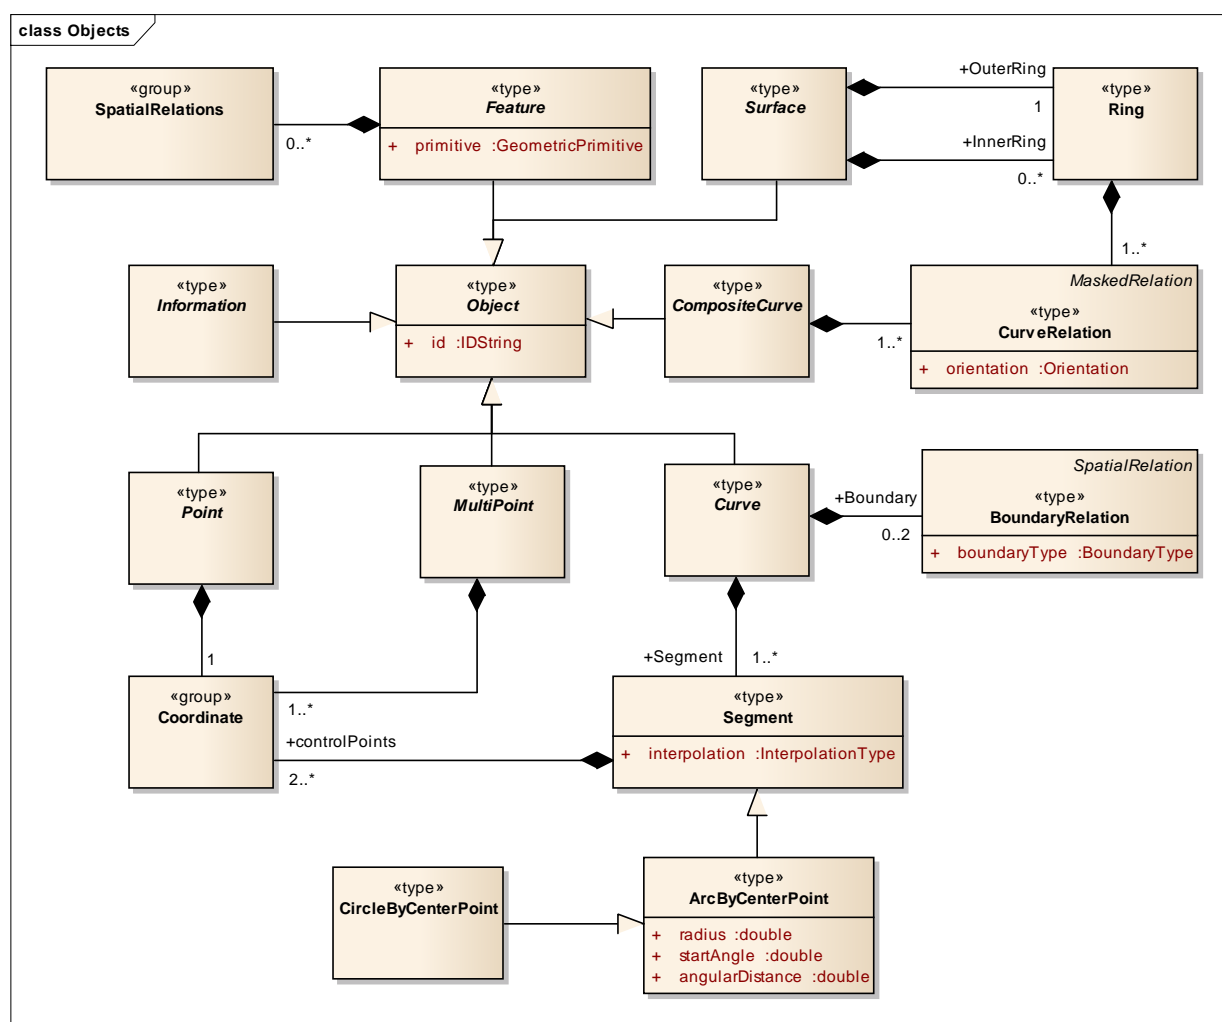 class Objects
«group»
SpatialRelations
0..*
«type»
Feature
+ primitive :GeometricPrimitive
«type»
Surface
+OuterRing
1
+InnerRing
0..*
«type»
Ring
1..*
«type»
Information
«type»
Object
+ id :IDString
«type»
CompositeCurve
1..*
MaskedRelation
«type»
CurveRelation
+ orientation :Orientation
«type»
Point
«type»
MultiPoint
«type»
Curve
+Boundary
0..2
SpatialRelation
«type»
BoundaryRelation
+ boundaryType :BoundaryType
1
+Segment 1..*
«group»
Coordinate
1..*
+controlPoints
2..*
«type»
Segment
+ interpolation :InterpolationType
«type»
CircleByCenterPoint
«type»
ArcByCenterPoint
+ radius :double
+ startAngle :double
+ angularDistance :double